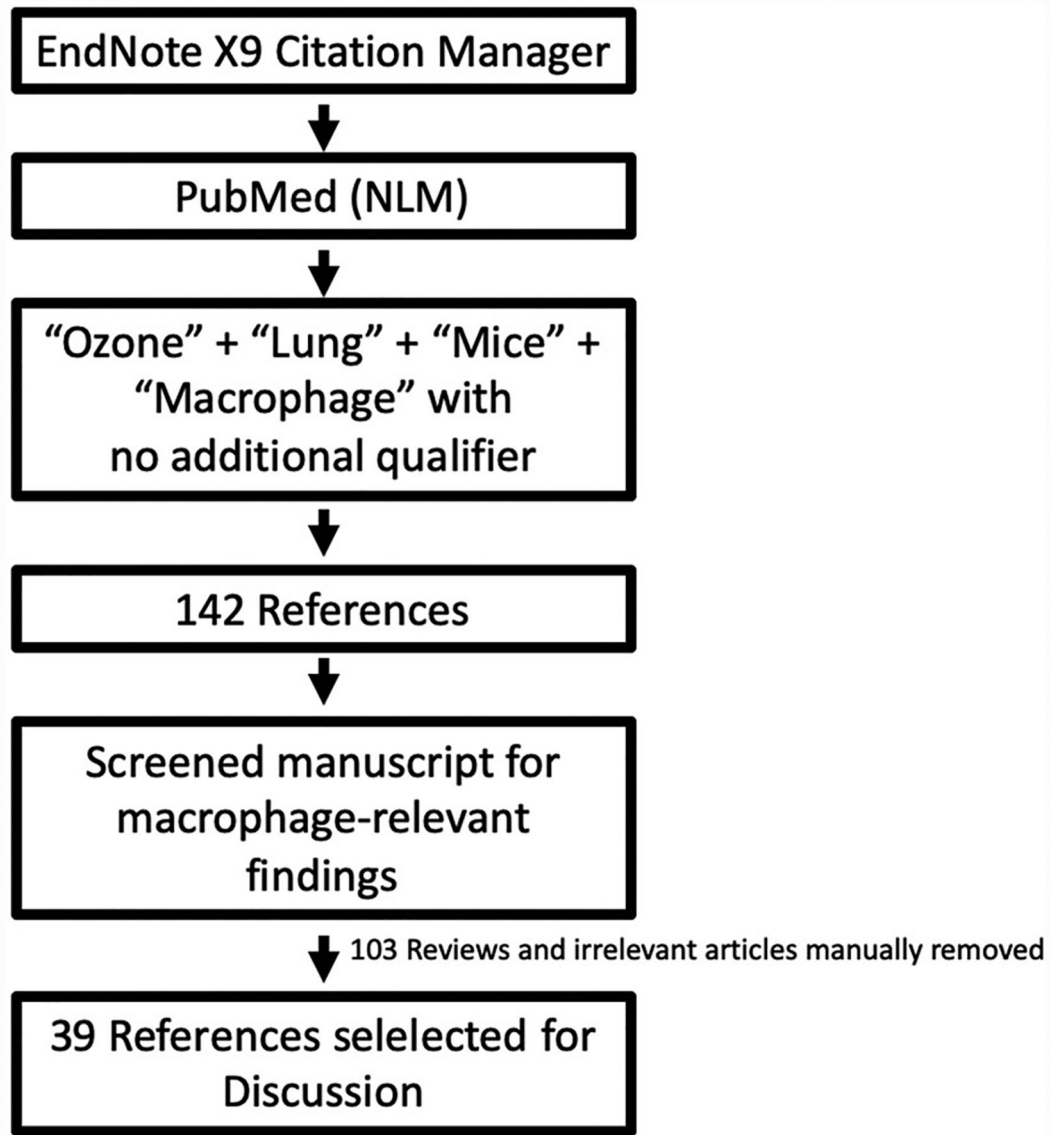 EndNote X9 Citation Manager
PubMed (NLM)
“Ozone” + “Lung” + “Mice” +
“Macrophage” with
no additional qualifier
142 References
Screened manuscript for
macrophage-relevant
findings
103 Reviews and irrelevant articles manually removed
39 References selelected for
Discussion